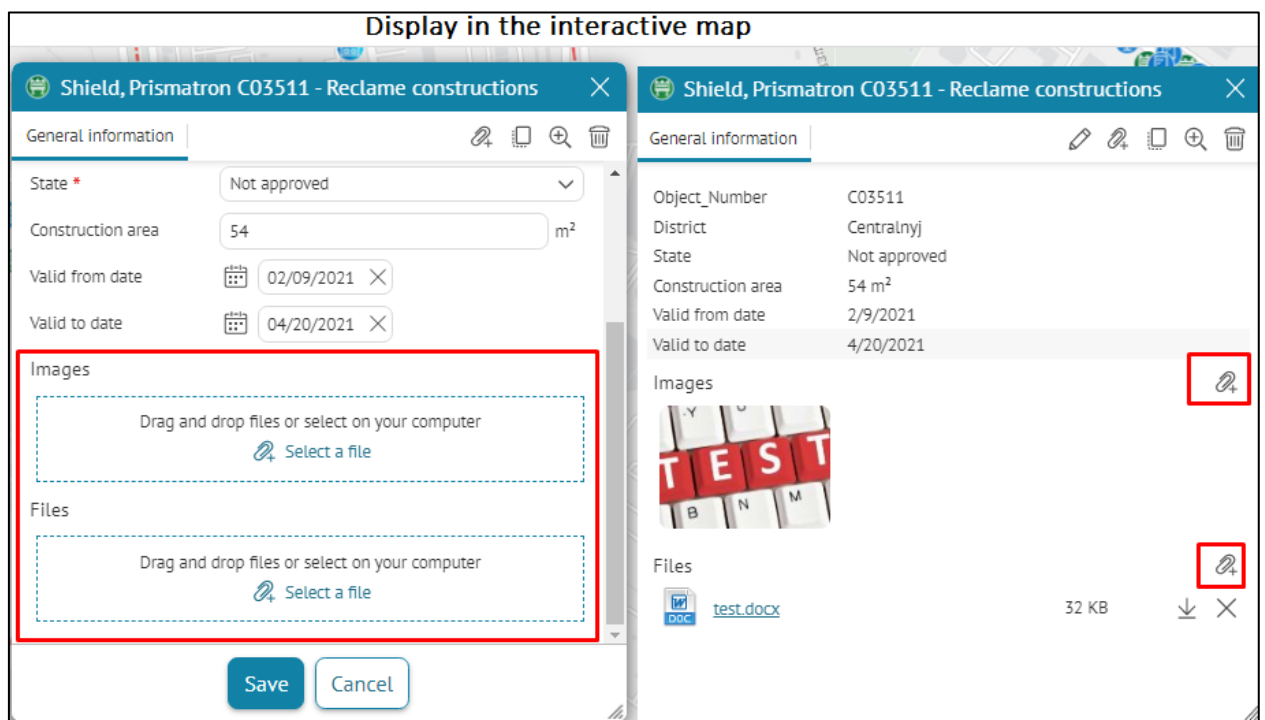 Display in the interactive map
Shield, Prismatron C03511 - Reclame constructions
General information
State *
Not approved
Construction area
54
m²
Valid from date
02/09/2021
Valid to date
04/20/2021
Images
Drag and drop files or select on your computer
Select a file
Files
Drag and drop files or select on your computer
Select a file
Save
Cancel
Shield, Prismatron C03511 - Reclame constructions
General information
Object_Number C03511
District Centralnyj
State Not approved
Construction area 54 m²
Valid from date 2/9/2021
Valid to date 4/20/2021
Images
Y U
TEST
B N M
Files
W
DOC
test.docx 32 KB